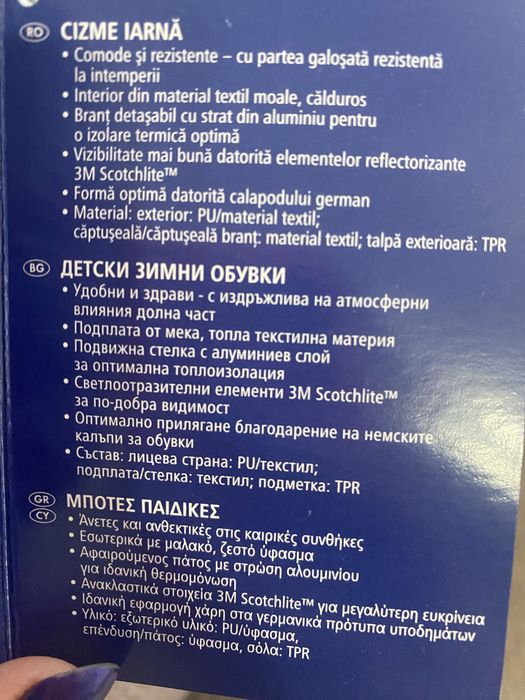 RO CIZME IARNĂ
• Comode și rezistente – cu partea galoșată rezistentă
la intemperii
• Interior din material textil moale, călduros
• Branț detașabil cu strat din aluminiu pentru
o izolare termică optimă
• Vizibilitate mai bună datorită elementelor reflectorizante
3M Scotchlite™
• Formă optimă datorită calapodului german
• Material: exterior: PU/material textil;
căptușeală/căptușeală branț: material textil; talpă exterioară: TPR
BG ДЕТСКИ ЗИМНИ ОБУВКИ
• Удобни и здрави - с издръжлива на атмосферни
влияния долна част
• Подплата от мека, топла текстилна материя
• Подвижна стелка с алуминиев слой
за оптимална топлоизолация
• Светлоотразителни елементи 3M Scotchlite™
за по-добра видимост
• Оптимално прилягане благодарение на немските
калъпи за обувки
• Състав: лицева страна: PU/текстил;
подплата/стелка: текстил; подметка: TPR
GR CY ΜΠΟΤΕΣ ΠΑΙΔΙΚΕΣ
• Άνετες και ανθεκτικές στις καιρικές συνθήκες
• Εσωτερικά με μαλακό, ζεστό ύφασμα
• Αφαιρούμενος πάτος με στρώση αλουμινίου
για ιδανική θερμομόνωση
• Ανακλαστικά στοιχεία 3M Scotchlite™ για μεγαλύτερη ευκρίνεια
• Ιδανική εφαρμογή χάρη στα γερμανικά πρότυπα υποδημάτων
• Υλικό: εξωτερικό υλικό: PU/ύφασμα,
επένδυση/πάτος: ύφασμα, σόλα: TPR